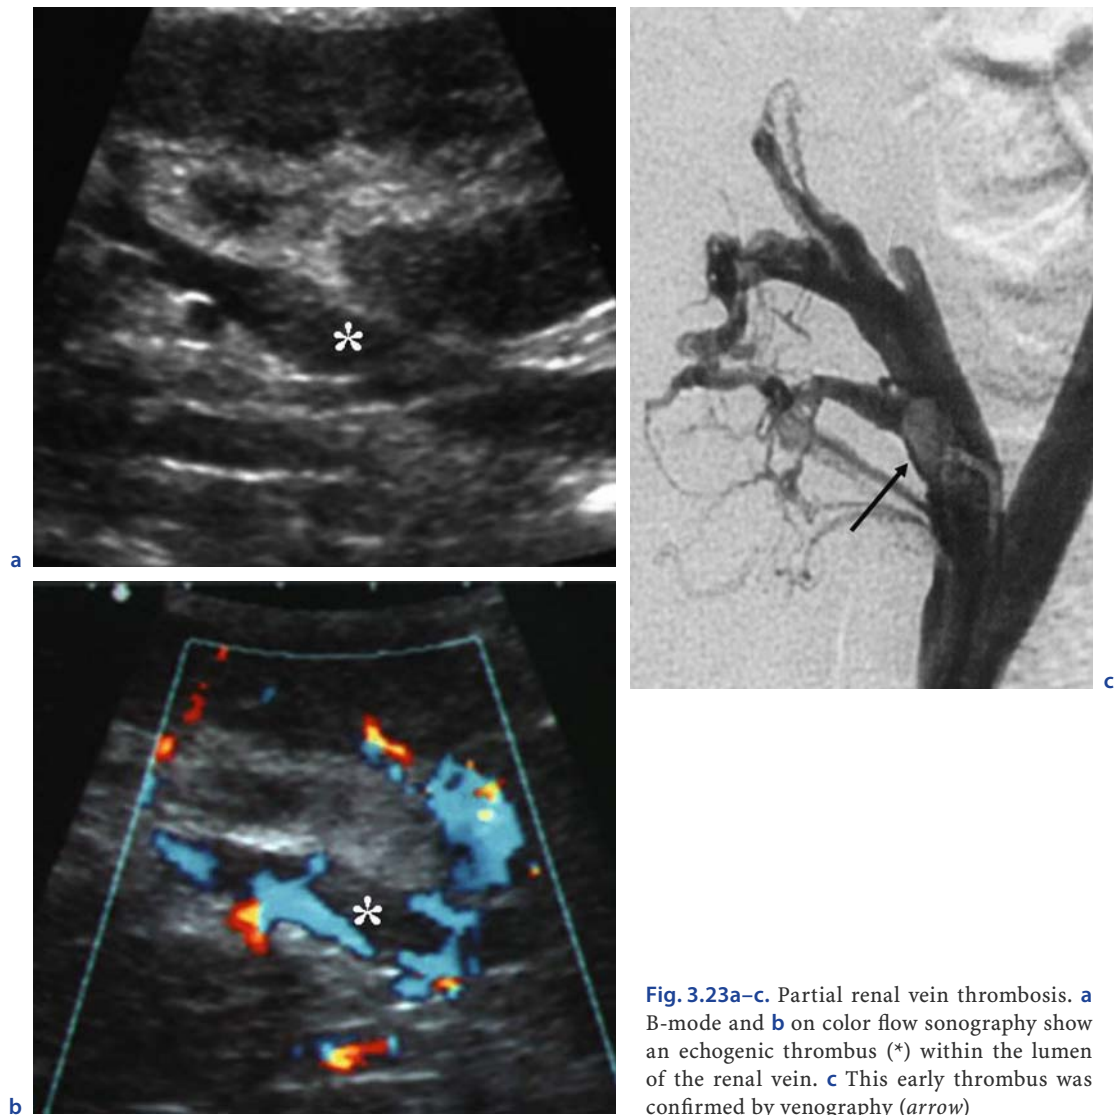 a
b
c
*
*
Fig. 3.23a–c. Partial renal vein thrombosis. a
B-mode and b on color flow sonography show
an echogenic thrombus (*) within the lumen
of the renal vein. c This early thrombus was
confirmed by venography (arrow)